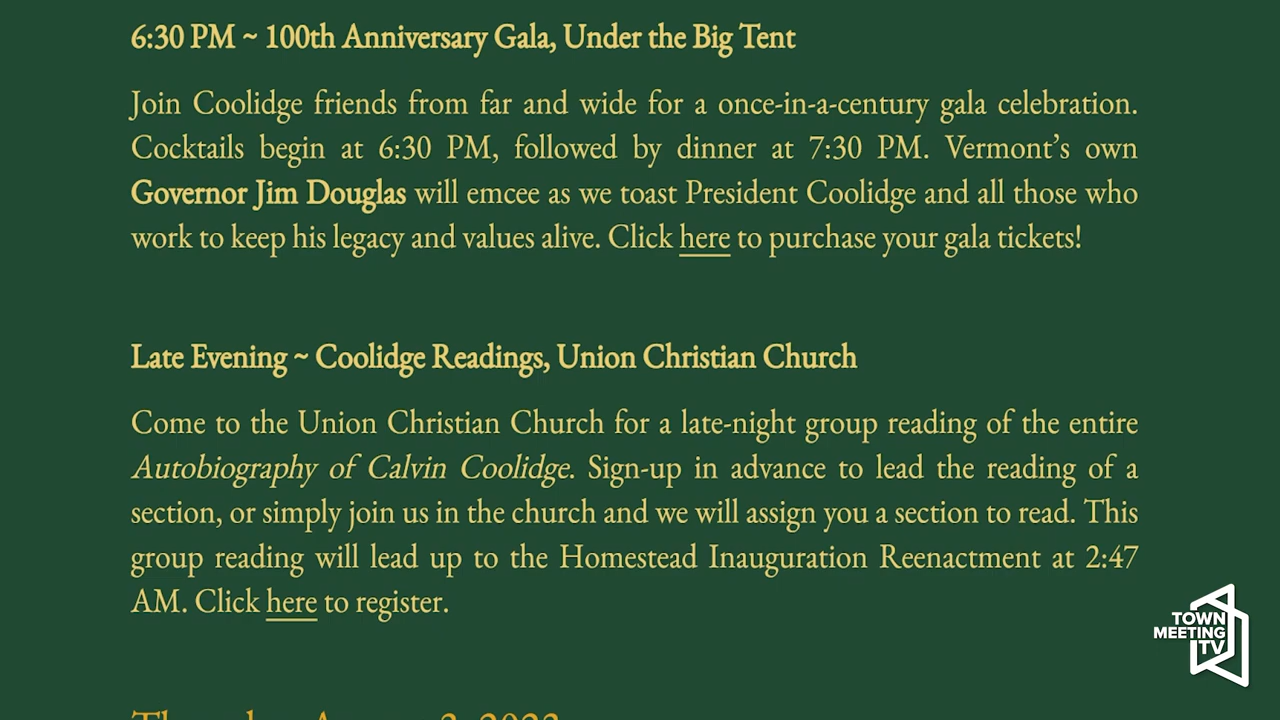 6:30 PM ~ 100th Anniversary Gala, Under the Big Tent
Join Coolidge friends from far and wide for a once-in-a-century gala celebration.
Cocktails begin at 6:30 PM, followed by dinner at 7:30 PM. Vermont’s own
Governor Jim Douglas will emcee as we toast President Coolidge and all those who
work to keep his legacy and values alive. Click here to purchase your gala tickets!
Late Evening ~ Coolidge Readings, Union Christian Church
Come to the Union Christian Church for a late-night group reading of the entire
Autobiography of Calvin Coolidge. Sign-up in advance to lead the reading of a
section, or simply join us in the church and we will assign you a section to read. This
group reading will lead up to the Homestead Inauguration Reenactment at 2:47
AM. Click here to register.
TOWN
MEETING
TV